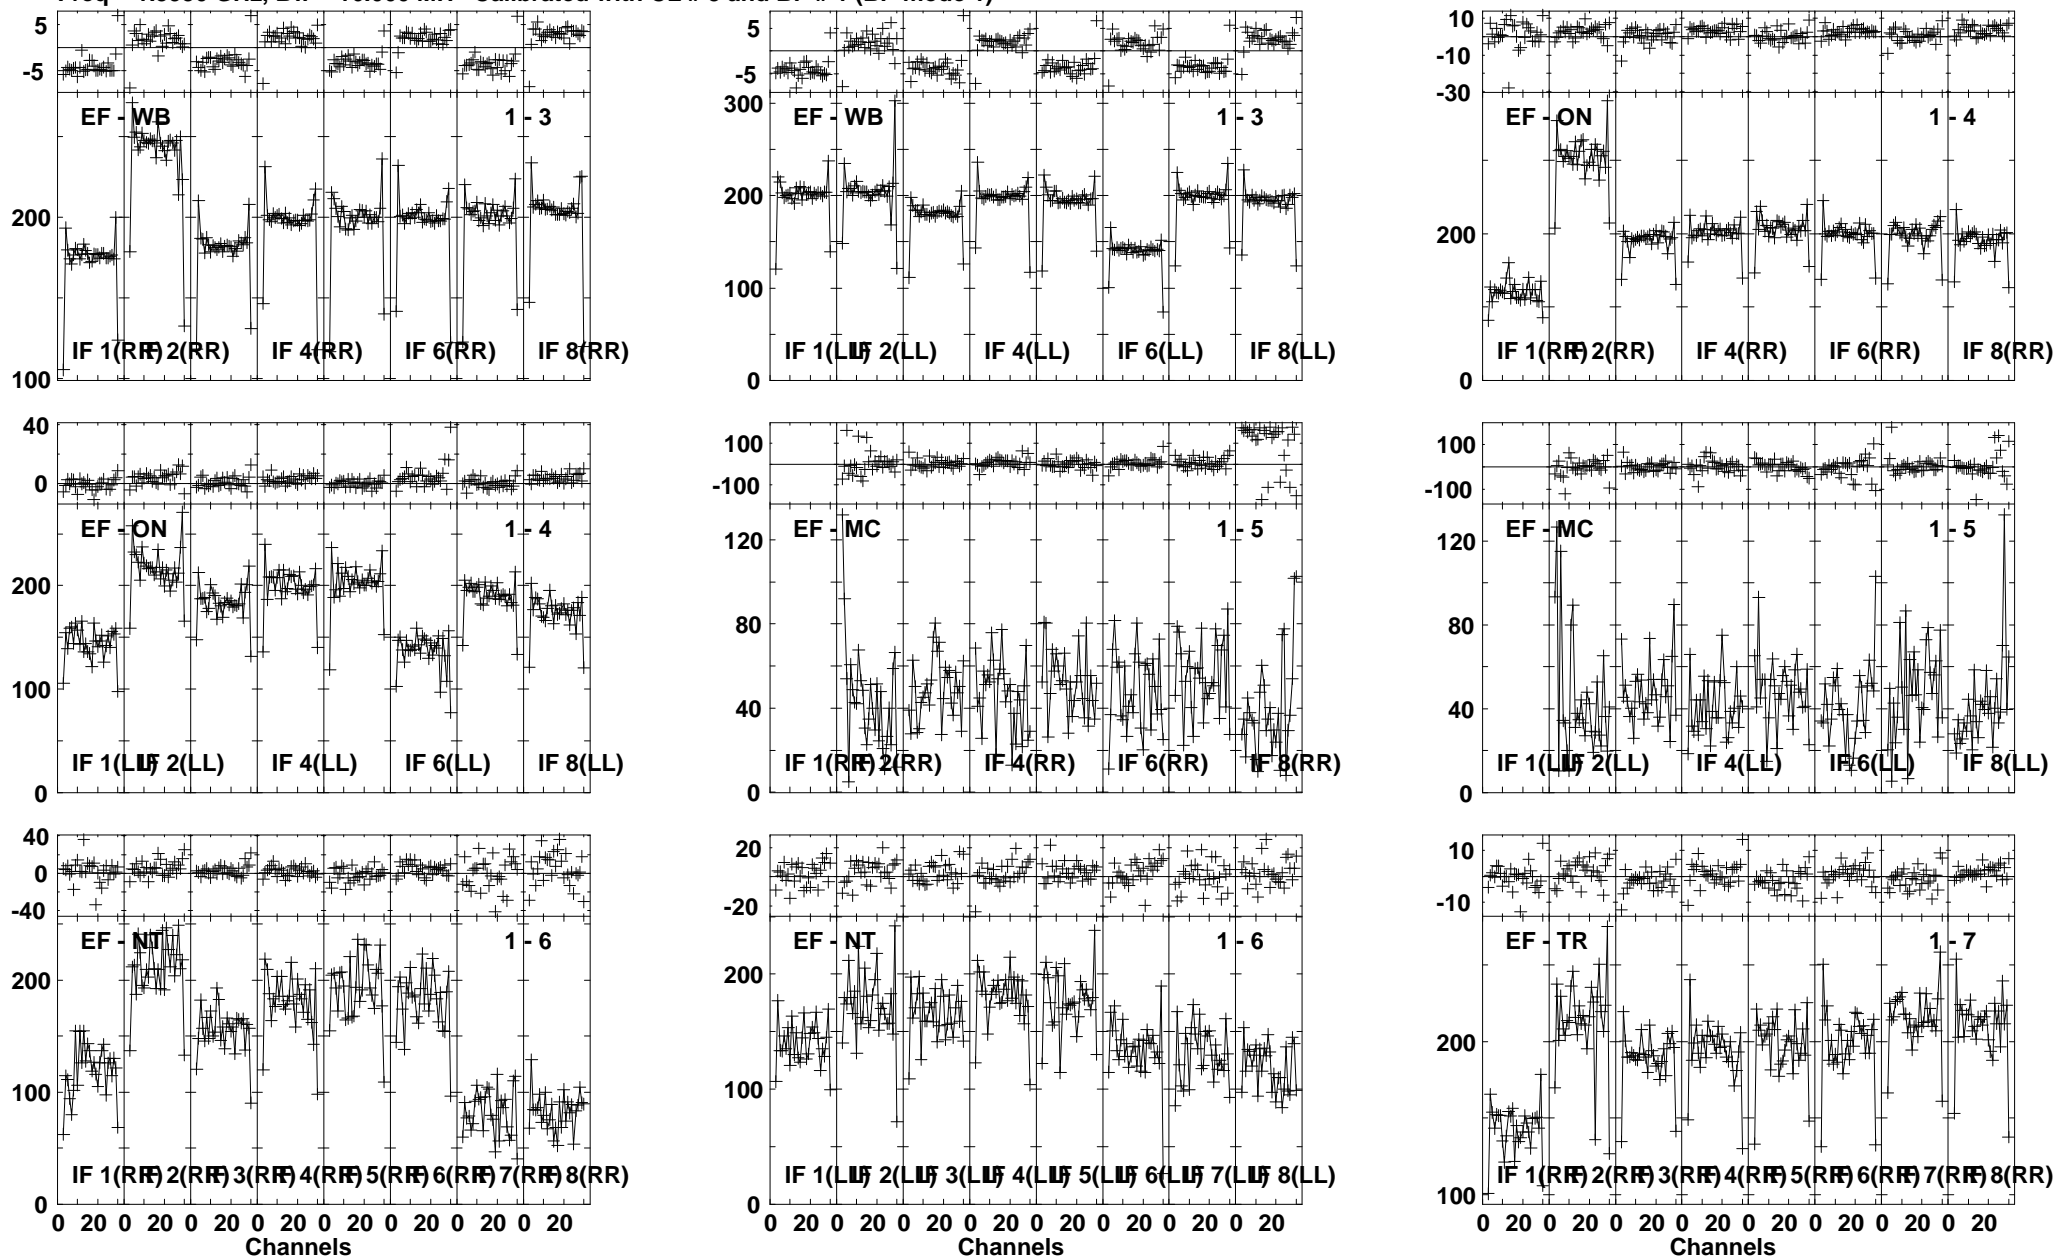 5
-5
EF - WB 1 - 3
200
100
IF 1(RR) IF 2(RR) IF 4(RR) IF 6(RR) IF 8(RR)
5
-5
300
EF - WB 1 - 3
200
100
0
IF 1(LL) IF 2(LL) IF 4(LL) IF 6(LL) IF 8(LL)
10
-10
-30
EF - ON 1 - 4
200
0
IF 1(RR) IF 2(RR) IF 4(RR) IF 6(RR) IF 8(RR)
40
0
EF - ON 1 - 4
200
100
0
IF 1(LL) IF 2(LL) IF 4(LL) IF 6(LL) IF 8(LL)
100
-100
EF - MC 1 - 5
120
80
40
0
IF 1(RR) IF 2(RR) IF 4(RR) IF 6(RR) IF 8(RR)
100
-100
EF - MC 1 - 5
120
80
40
0
IF 1(LL) IF 2(LL) IF 4(LL) IF 6(LL) IF 8(LL)
40
0
-40
EF - NT 1 - 6
200
100
0
IF 1(RR) IF 2(RR) IF 3(RR) IF 4(RR) IF 5(RR) IF 6(RR) IF 7(RR) IF 8(RR)
0 20 0 20 0 20 0 20 0 20 0 20 0 20 0 20
Channels
20
-20
EF - NT 1 - 6
200
100
0
IF 1(LL) IF 2(LL) IF 3(LL) IF 4(LL) IF 5(LL) IF 6(LL) IF 7(LL) IF 8(LL)
0 20 0 20 0 20 0 20 0 20 0 20 0 20 0 20
Channels
10
-10
EF - TR 1 - 7
200
100
IF 1(RR) IF 2(RR) IF 3(RR) IF 4(RR) IF 5(RR) IF 6(RR) IF 7(RR) IF 8(RR)
0 20 0 20 0 20 0 20 0 20 0 20 0 20 0 20
Channels